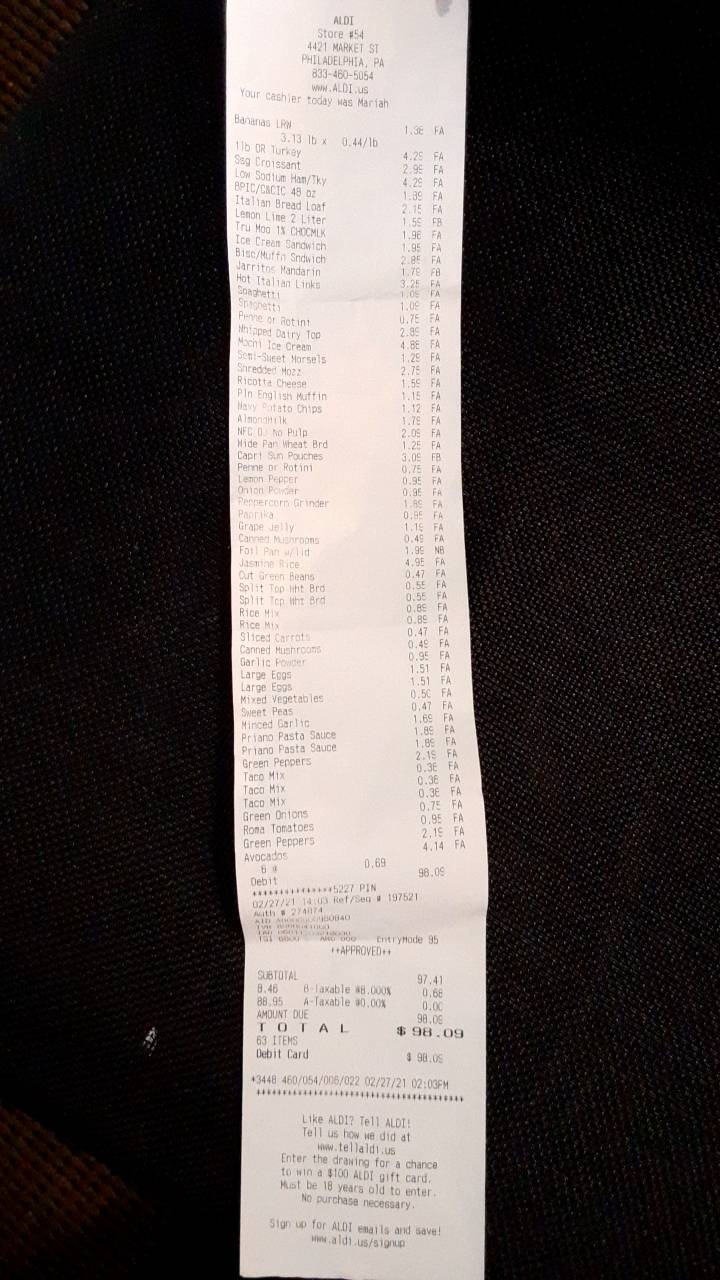 ALDI
Store #54
4421 MARKET ST
PHILADELPHIA, PA
833-460-5054
www.ALDI.us
Your cashier today was Mariah
Bananas LRW 1.38 FA
3.13 lb x 0.44/lb
1lb OR Turkey 4.29 FA
Ssg Croissant 2.99 FA
Low Sodium Ham/Tky 4.29 FA
BPIC/C&CIC 48 oz 1.89 FA
Italian Bread Loaf 2.15 FA
Lemon Lime 2 Liter 1.59 FB
Tru Moo 1% CHOCMLK 1.98 FA
Ice Cream Sandwich 1.95 FA
Bisc/Muffn Sndwich 2.85 FA
Jarritos Mandarin 1.79 FB
Hot Italian Links 3.25 FA
Spaghetti 1.09 FA
Spaghetti 1.09 FA
Penne or Rotini 0.75 FA
Whipped Dairy Top 2.89 FA
Mochi Ice Cream 4.88 FA
Semi-Sweet Morsels 1.29 FA
Shredded Mozz 2.75 FA
Ricotta Cheese 1.59 FA
Pln English Muffin 1.15 FA
Wavy Potato Chips 1.12 FA
Almondmilk 1.79 FA
NFC OJ No Pulp 2.09 FA
Wide Pan Wheat Brd 1.25 FA
Capri Sun Pouches 3.09 FB
Penne or Rotini 0.75 FA
Lemon Pepper 0.95 FA
Onion Powder 0.95 FA
Peppercorn Grinder 1.89 FA
Paprika 0.95 FA
Grape Jelly 1.19 FA
Canned Mushrooms 0.49 FA
Foil Pan w/lid 1.99 NB
Jasmine Rice 4.95 FA
Cut Green Beans 0.47 FA
Split Top Wht Brd 0.55 FA
Split Top Wht Brd 0.55 FA
Rice Mix 0.89 FA
Rice Mix 0.89 FA
Sliced Carrots 0.47 FA
Canned Mushrooms 0.49 FA
Garlic Powder 0.95 FA
Large Eggs 1.51 FA
Large Eggs 1.51 FA
Mixed Vegetables 0.50 FA
Sweet Peas 0.47 FA
Minced Garlic 1.69 FA
Priano Pasta Sauce 1.89 FA
Priano Pasta Sauce 1.89 FA
Green Peppers 2.19 FA
Taco Mix 0.38 FA
Taco Mix 0.38 FA
Taco Mix 0.38 FA
Green Onions 0.75 FA
Roma Tomatoes 0.95 FA
Green Peppers 2.19 FA
Avocados 4.14 FA
6 @ 0.69
Debit 98.09
***************5227 PIN
02/27/21 14:03 Ref/Seq # 197521
Auth # 274074
EntryMode 95
++APPROVED++
SUBTOTAL 97.41
8.46 B-Taxable @8.000% 0.68
88.95 A-Taxable @0.00% 0.00
AMOUNT DUE 98.09
TOTAL $98.09
63 ITEMS
Debit Card $ 98.09
*3448 460/054/006/022 02/27/21 02:03PM
****************************************
Like ALDI? Tell ALDI!
Tell us how we did at
www.tellaldi.us
Enter the drawing for a chance
to win a $100 ALDI gift card.
Must be 18 years old to enter.
No purchase necessary.
Sign up for ALDI emails and save!
www.aldi.us/signup